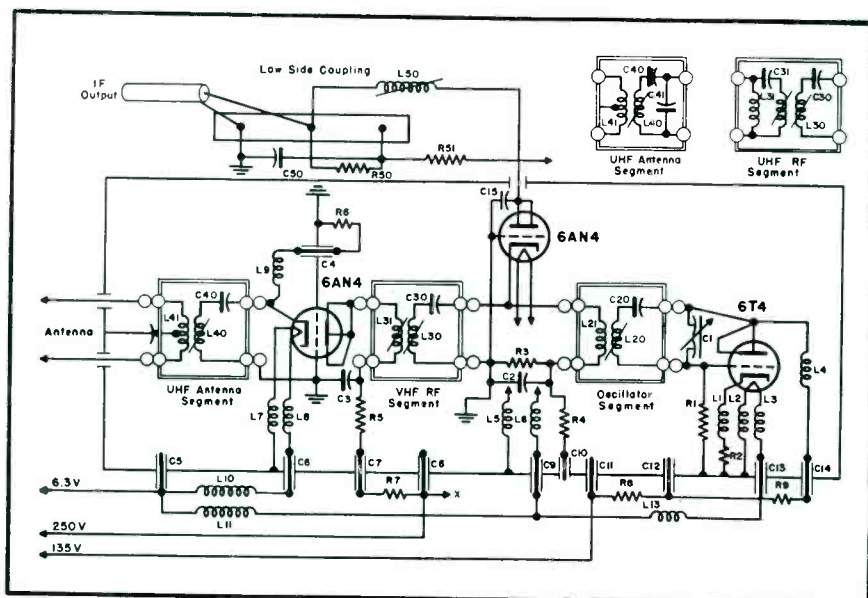 Low Side Coupling
L50
IF
Output
R51
C50
R50
C40
C41
L41
L40
UHF Antenna
Segment
C31
C30
L31
L30
UHF RF
Segment
R6
C4
L9
6AN4
C15
6AN4
C40
L41
L40
Antenna
UHF Antenna
Segment
C30
L31
L30
VHF RF
Segment
C3
R5
R3
C2
L5
L6
R4
C20
L21
L20
Oscillator
Segment
C1
6T4
L4
R1
L1
L2
L3
R2
L7
L8
C5
C6
C7
C8
C9
C10
C11
C12
C13
C14
6.3V
L10
R7
X
R8
R9
L11
L13
250V
135V